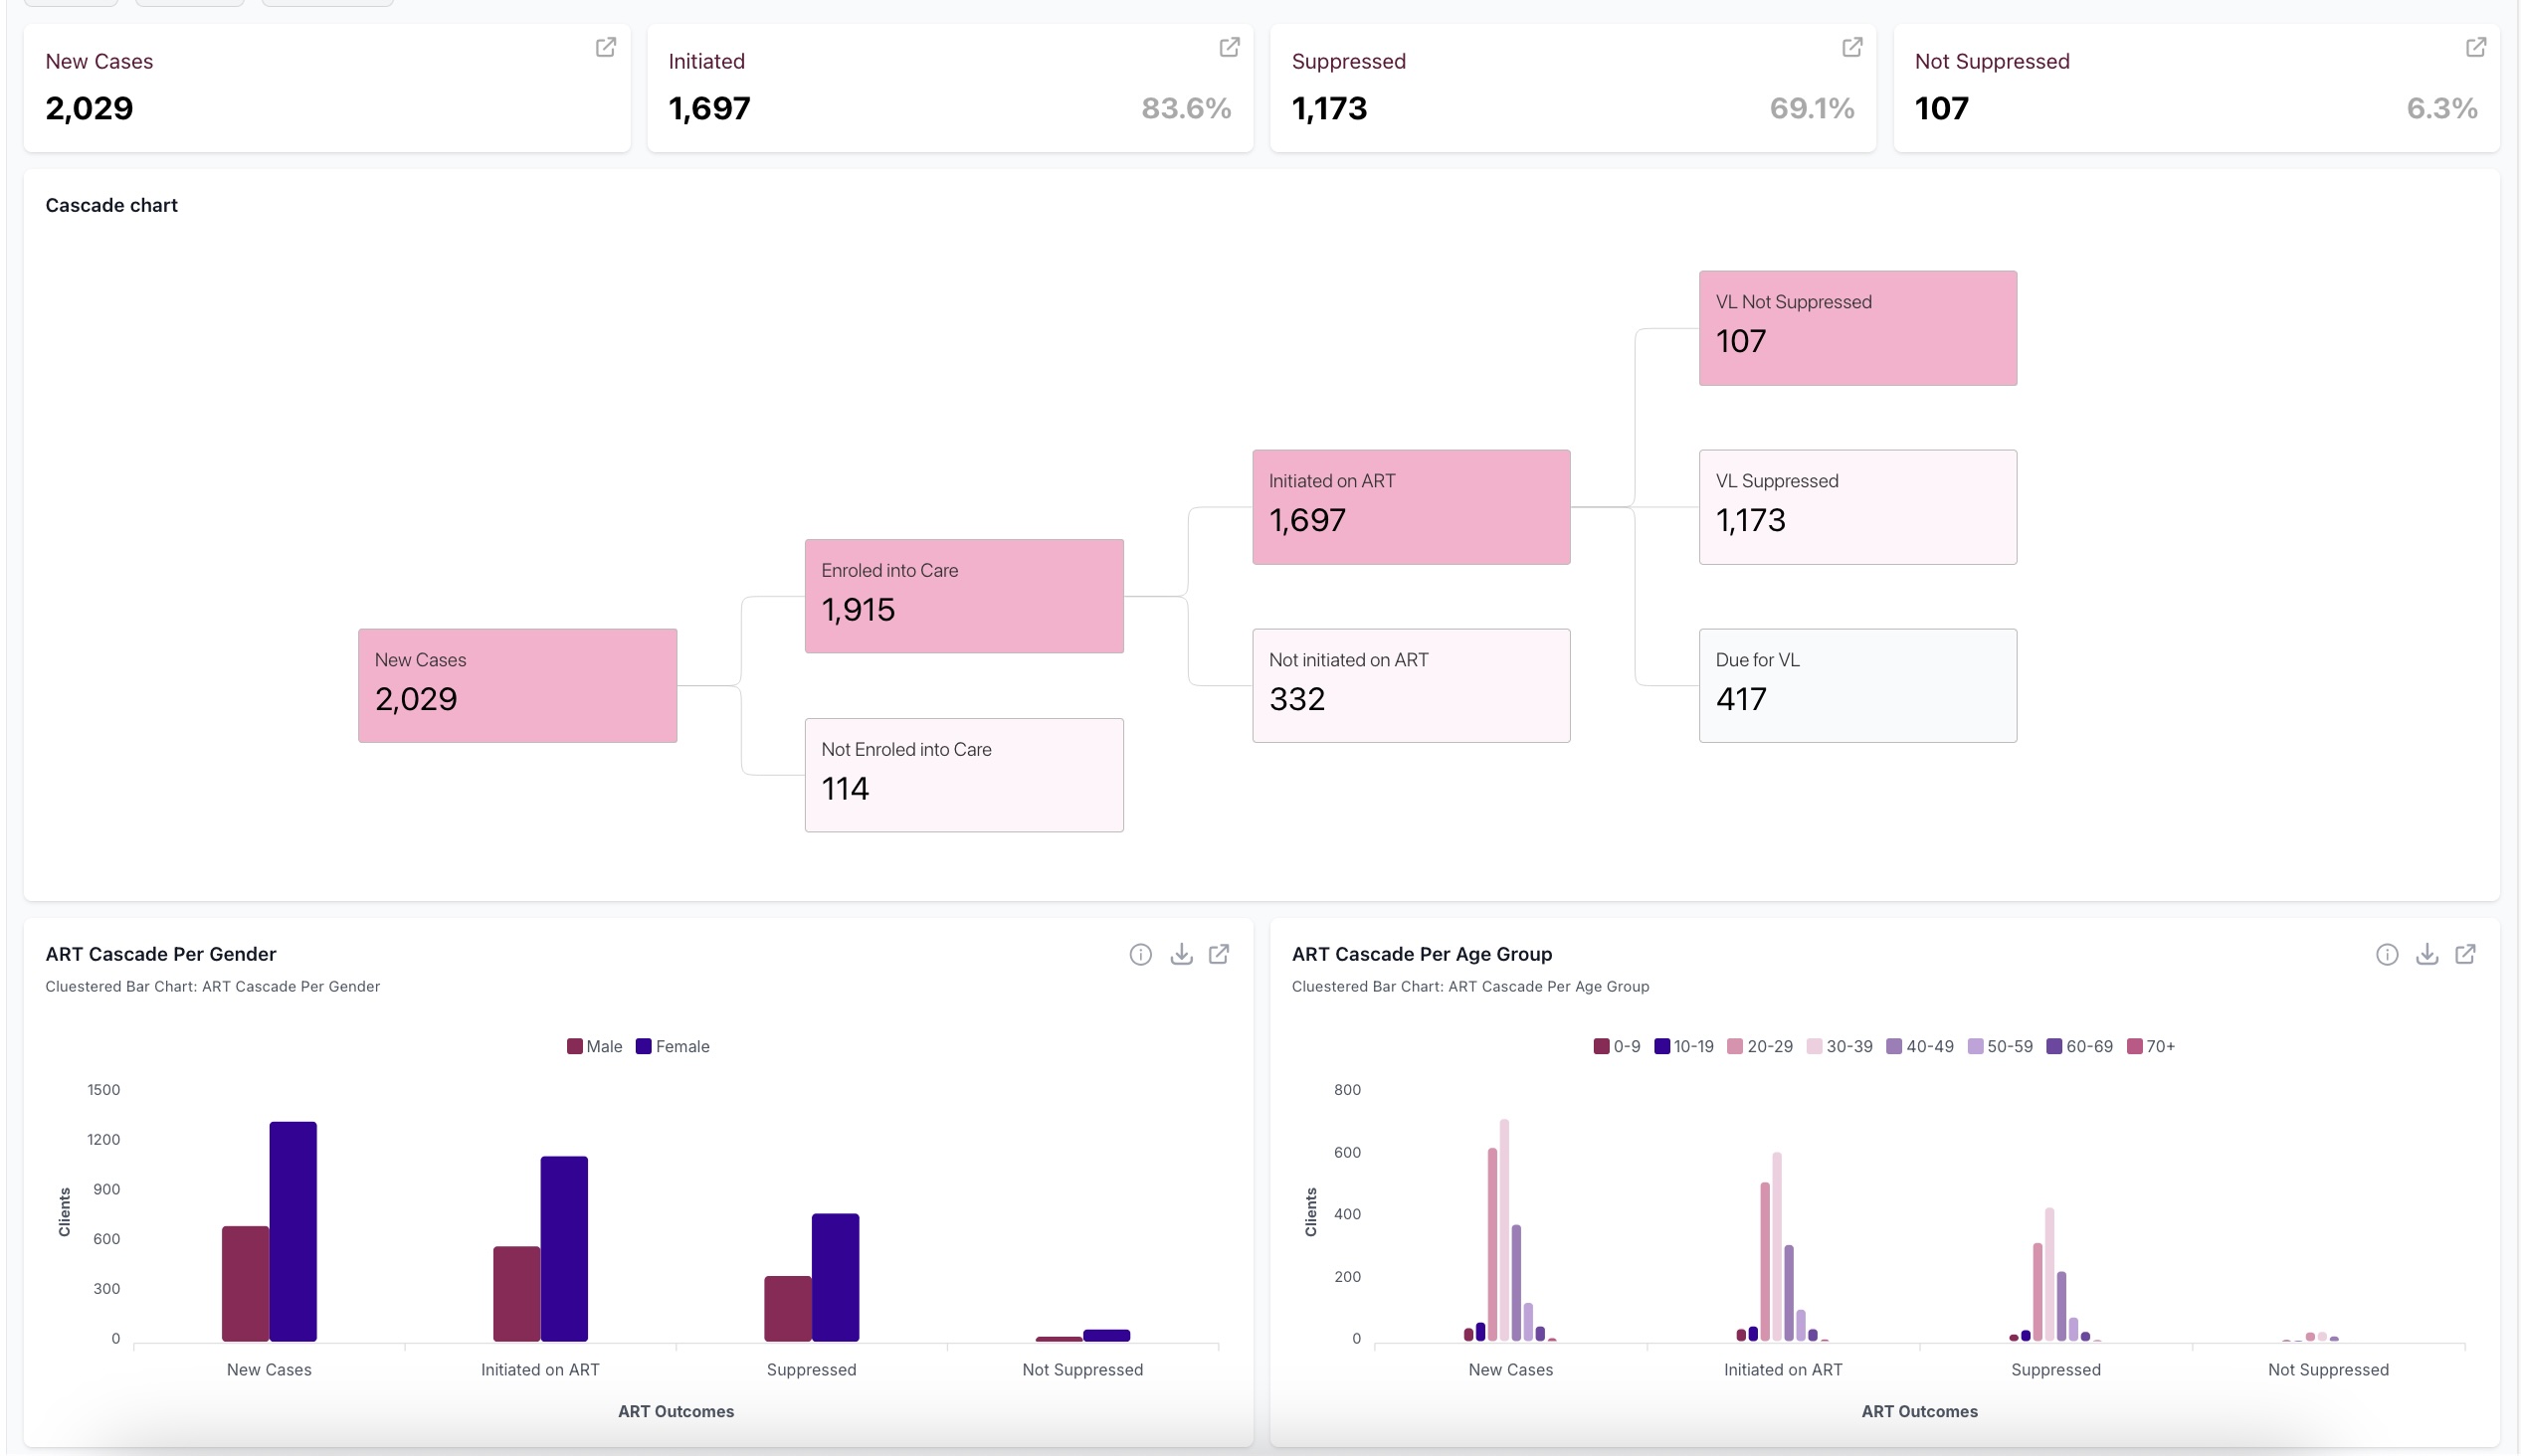 New Cases
2,029
Initiated
1,697
83.6%
Suppressed
1,173
69.1%
Not Suppressed
107
6.3%
Cascade chart
VL Not Suppressed
107
Initiated on ART
1,697
VL Suppressed
1,173
Enroled into Care
1,915
New Cases
2,029
Not initiated on ART
332
Due for VL
417
Not Enroled into Care
114
ART Cascade Per Gender
Cluestered Bar Chart: ART Cascade Per Gender
Male Female
1500
1200
900
600
300
0
Clients
New Cases Initiated on ART Suppressed Not Suppressed
ART Outcomes
ART Cascade Per Age Group
Cluestered Bar Chart: ART Cascade Per Age Group
0-9 10-19 20-29 30-39 40-49 50-59 60-69 70+
800
600
400
200
0
Clients
New Cases Initiated on ART Suppressed Not Suppressed
ART Outcomes